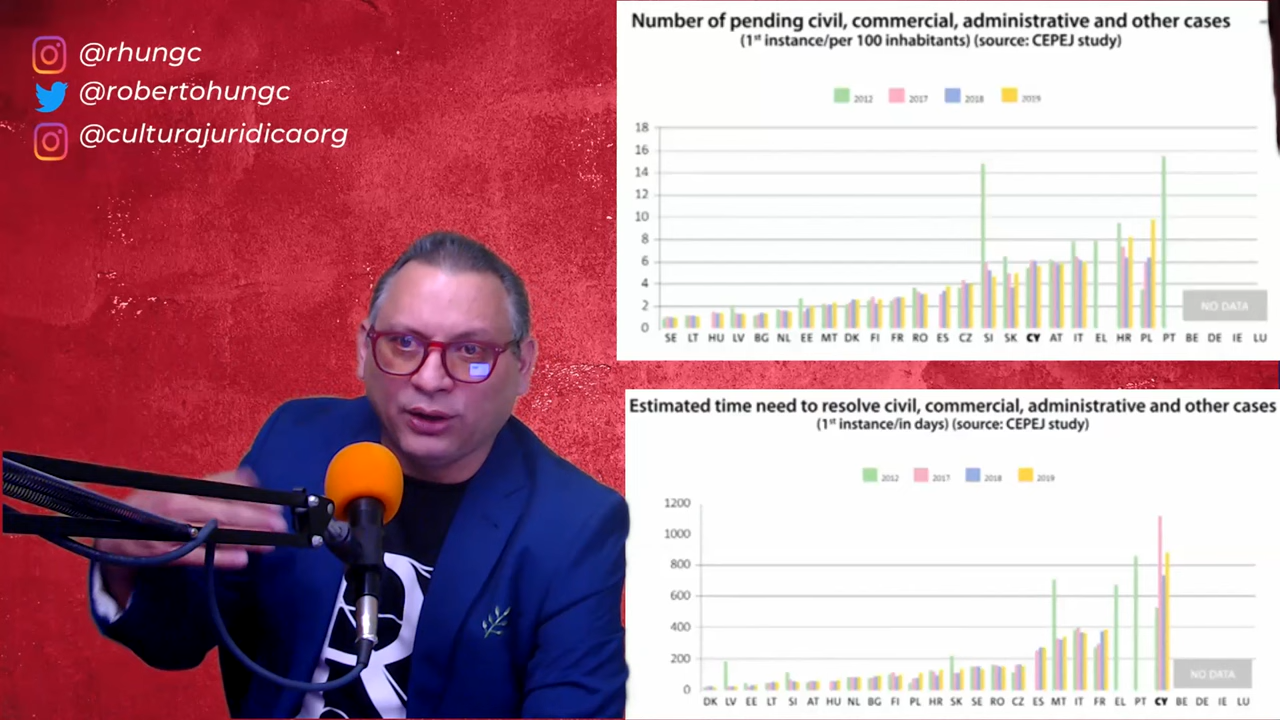 @rhungc
@robertohungc
@culturajuridicaorg
Number of pending civil, commercial, administrative and other cases
(1st instance/per 100 inhabitants) (source: CEPEJ study)
2012 2017 2018 2019
18
16
14
12
10
8
6
4
2
0
NO DATA
SE LT HU LV BG NL EE MT DK FI FR RO ES CZ SI SK CY AT IT EL HR PL PT BE DE IE LU
Estimated time need to resolve civil, commercial, administrative and other cases
(1st instance/in days) (source: CEPEJ study)
2012 2017 2018 2019
1200
1000
800
600
400
200
0
NO DATA
DK LV EE LT SI AT HU NL BG FI PL HR SK SE RO CZ ES MT IT FR EL PT CY BE DE IE LU